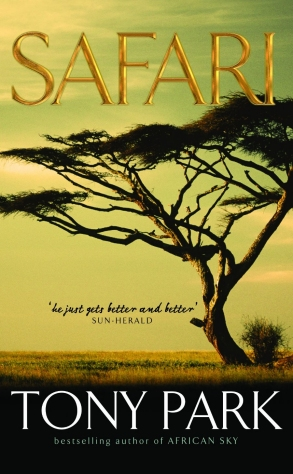 SAFARI
'he just gets better and better'
SUN-HERALD
TONY PARK
bestselling author of AFRICAN SKY